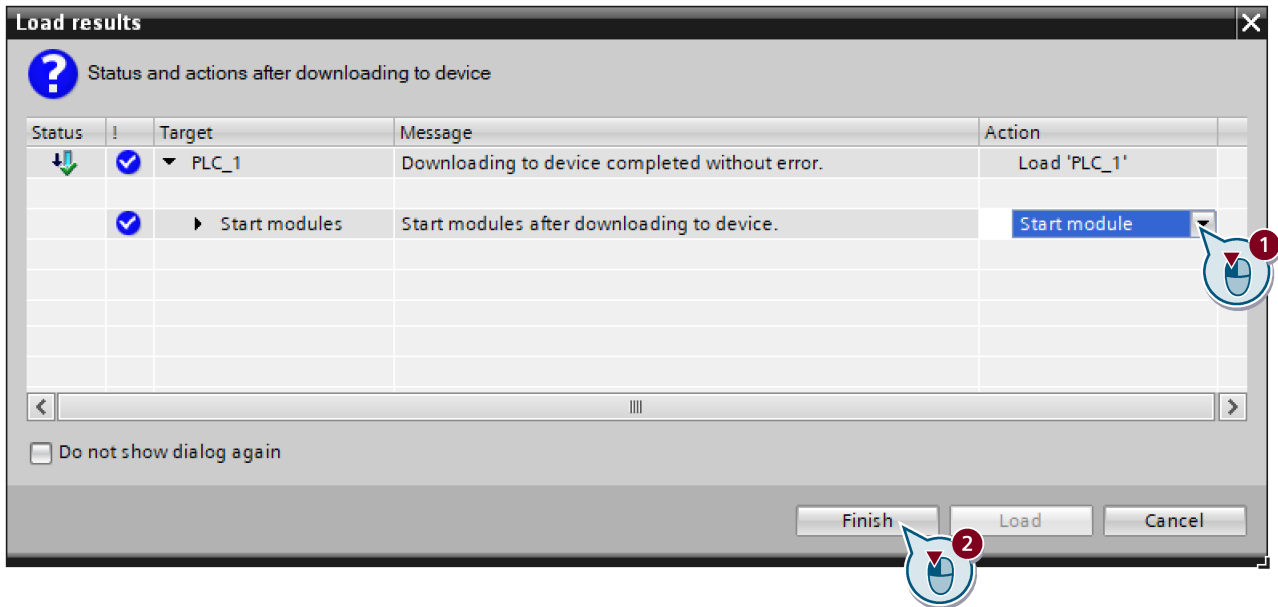 Load results
Status and actions after downloading to device
Status ! Target Message Action
PLC_1 Downloading to device completed without error. Load 'PLC_1'
Start modules Start modules after downloading to device. Start module
1
Do not show dialog again
Finish Load Cancel
2